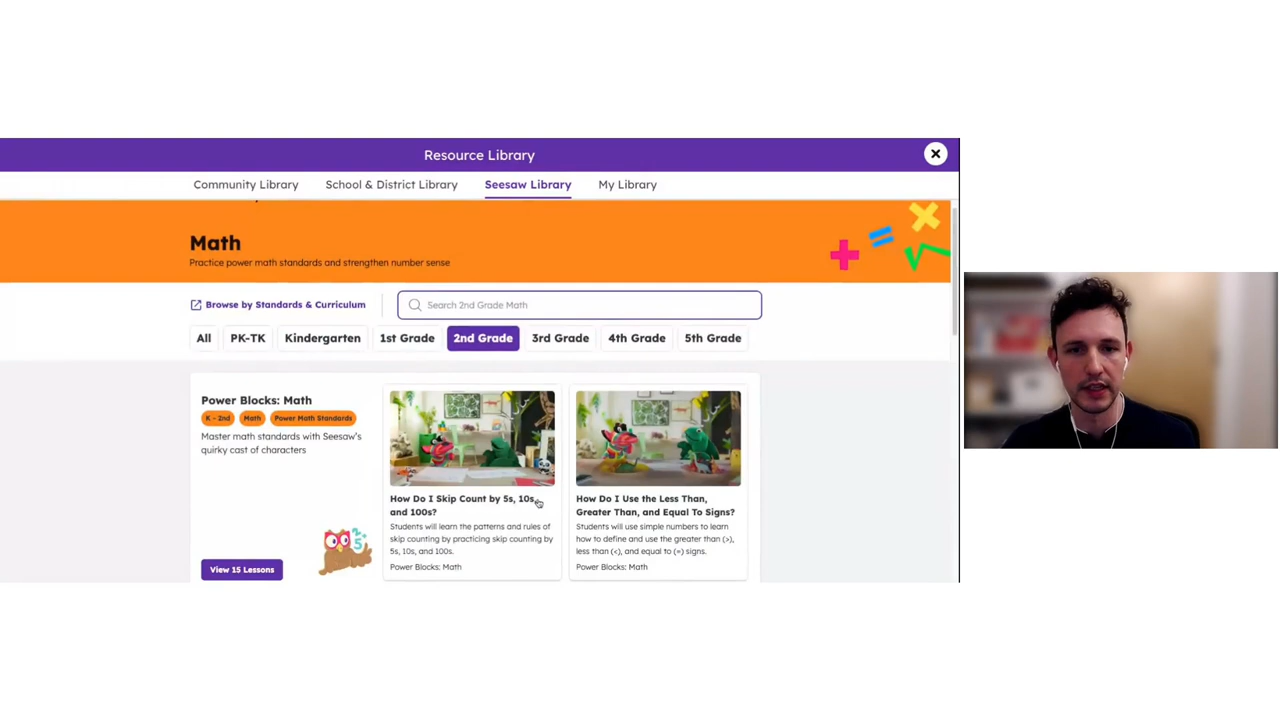 Resource Library
Community Library
School & District Library
Seesaw Library
My Library
Math
Practice power math standards and strengthen number sense
Browse by Standards & Curriculum
Search 2nd Grade Math
All
PK-TK
Kindergarten
1st Grade
2nd Grade
3rd Grade
4th Grade
5th Grade
Power Blocks: Math
K - 2nd
Math
Power Math Standards
Master math standards with Seesaw's
quirky cast of characters
View 15 Lessons
How Do I Skip Count by 5s, 10s,
and 100s?
Students will learn the patterns and rules of
skip counting by practicing skip counting by
5s, 10s, and 100s.
Power Blocks: Math
How Do I Use the Less Than,
Greater Than, and Equal To Signs?
Students will use simple numbers to learn
how to define and use the greater than (>),
less than (<), and equal to (=) signs.
Power Blocks: Math